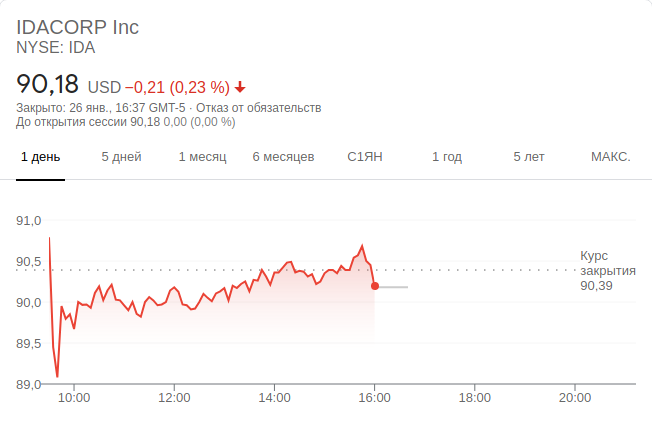 IDACORP Inc
NYSE: IDA
90,18 USD −0,21 (0,23 %)
Закрыто: 26 янв., 16:37 GMT-5 · Отказ от обязательств
До открытия сессии 90,18 0,00 (0,00 %)
1 день 5 дней 1 месяц 6 месяцев С1ЯН 1 год 5 лет МАКС.
91,0
90,5
90,0
89,5
89,0
Курс
закрытия
90,39
10:00 12:00 14:00 16:00 18:00 20:00